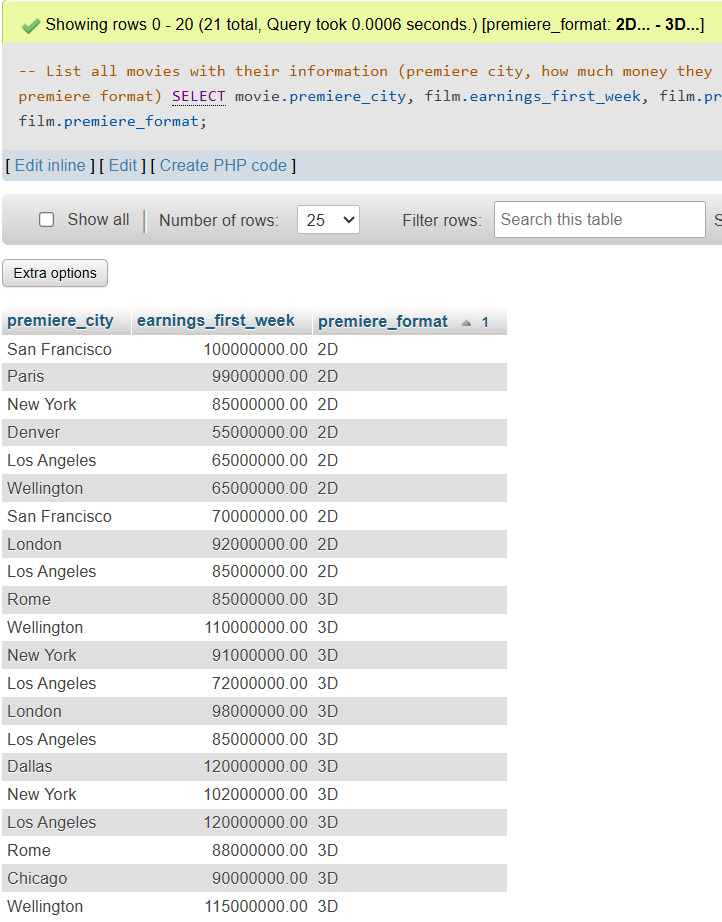 Showing rows 0 - 20 (21 total, Query took 0.0006 seconds.) [premiere_format: 2D... - 3D...]
-- List all movies with their information (premiere city, how much money they
premiere format) SELECT movie.premiere_city, film.earnings_first_week, film.pr
film.premiere_format;
[ Edit inline ] [ Edit ] [ Create PHP code ]
Show all Number of rows: 25 Filter rows: Search this table S
Extra options
premiere_city earnings_first_week premiere_format 1
San Francisco 100000000.00 2D
Paris 99000000.00 2D
New York 85000000.00 2D
Denver 55000000.00 2D
Los Angeles 65000000.00 2D
Wellington 65000000.00 2D
San Francisco 70000000.00 2D
London 92000000.00 2D
Los Angeles 85000000.00 2D
Rome 85000000.00 3D
Wellington 110000000.00 3D
New York 91000000.00 3D
Los Angeles 72000000.00 3D
London 98000000.00 3D
Los Angeles 85000000.00 3D
Dallas 120000000.00 3D
New York 102000000.00 3D
Los Angeles 120000000.00 3D
Rome 88000000.00 3D
Chicago 90000000.00 3D
Wellington 115000000.00 3D